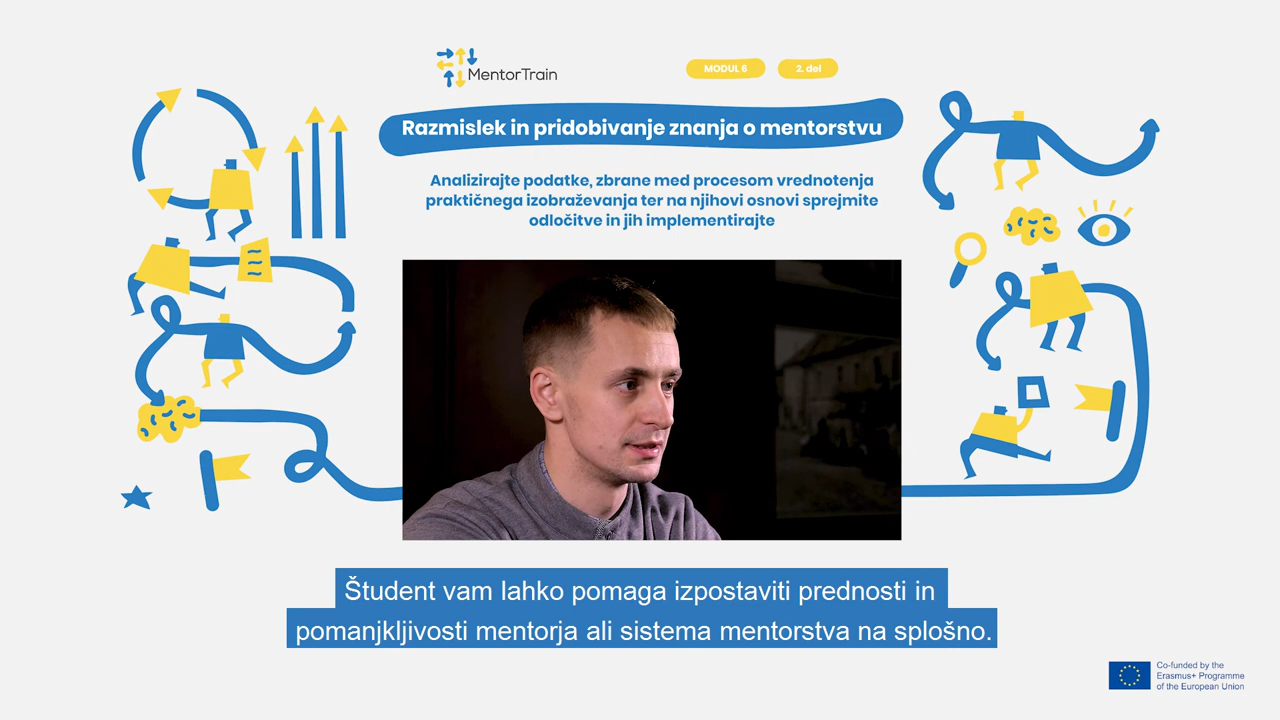 MentorTrain
MODUL 6
2. del
Razmislek in pridobivanje znanja o mentorstvu
Analizirajte podatke, zbrane med procesom vrednotenja
praktičnega izobraževanja ter na njihovi osnovi sprejmite
odločitve in jih implementirajte
Študent vam lahko pomaga izpostaviti prednosti in
pomanjkljivosti mentorja ali sistema mentorstva na splošno.
Co-funded by the
Erasmus+ Programme
of the European Union